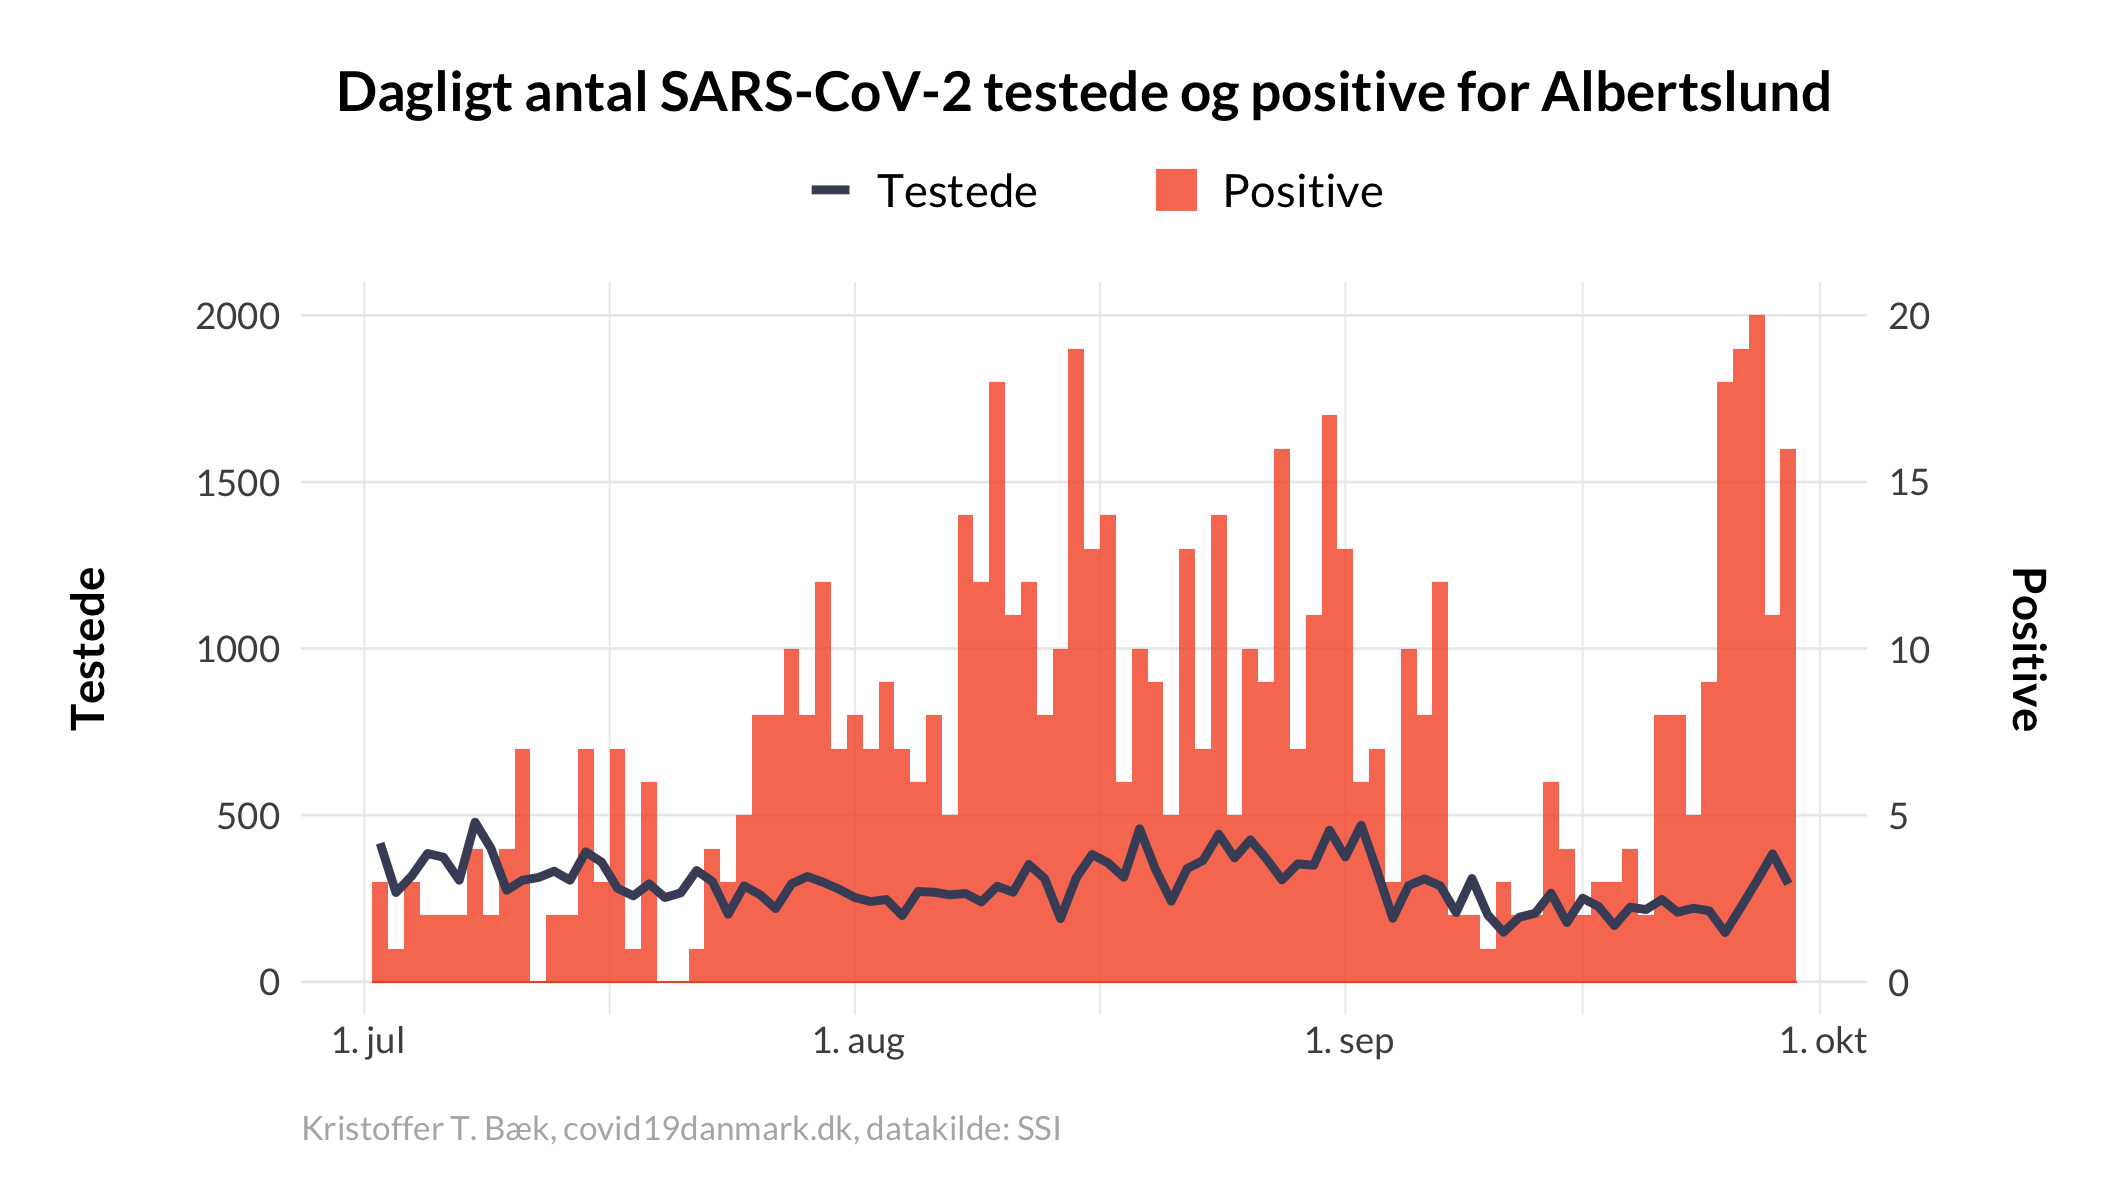 Dagligt antal SARS-CoV-2 testede og positive for Albertslund
Testede
Positive
2000
1500
1000
500
0
Testede
20
15
10
5
0
Positive
1. jul
1. aug
1. sep
1. okt
Kristoffer T. Bæk, covid19danmark.dk, datakilde: SSI